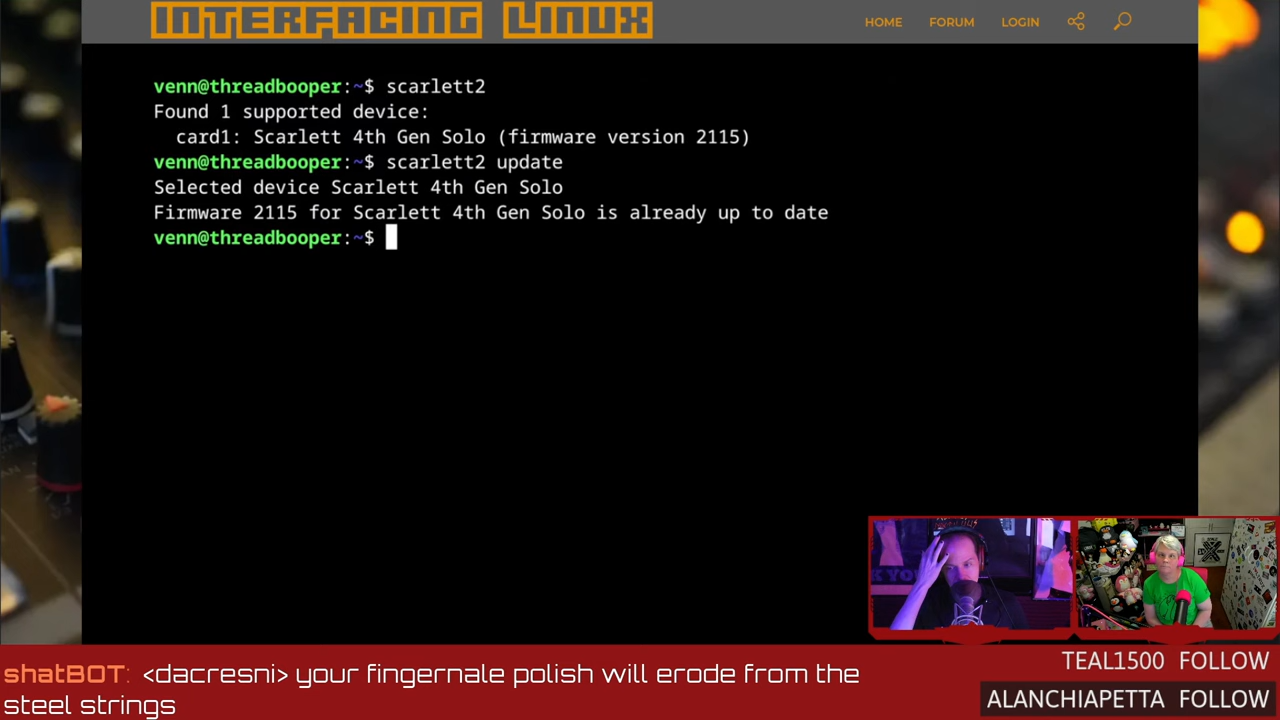 INTERFACING LINUX
HOME FORUM LOGIN
venn@threadbooper:~$ scarlett2
Found 1 supported device:
card1: Scarlett 4th Gen Solo (firmware version 2115)
venn@threadbooper:~$ scarlett2 update
Selected device Scarlett 4th Gen Solo
Firmware 2115 for Scarlett 4th Gen Solo is already up to date
venn@threadbooper:~$
shatBOT: <dacresni> your fingernale polish will erode from the
steel strings
TEAL1500 FOLLOW
ALANCHIAPETTA FOLLOW